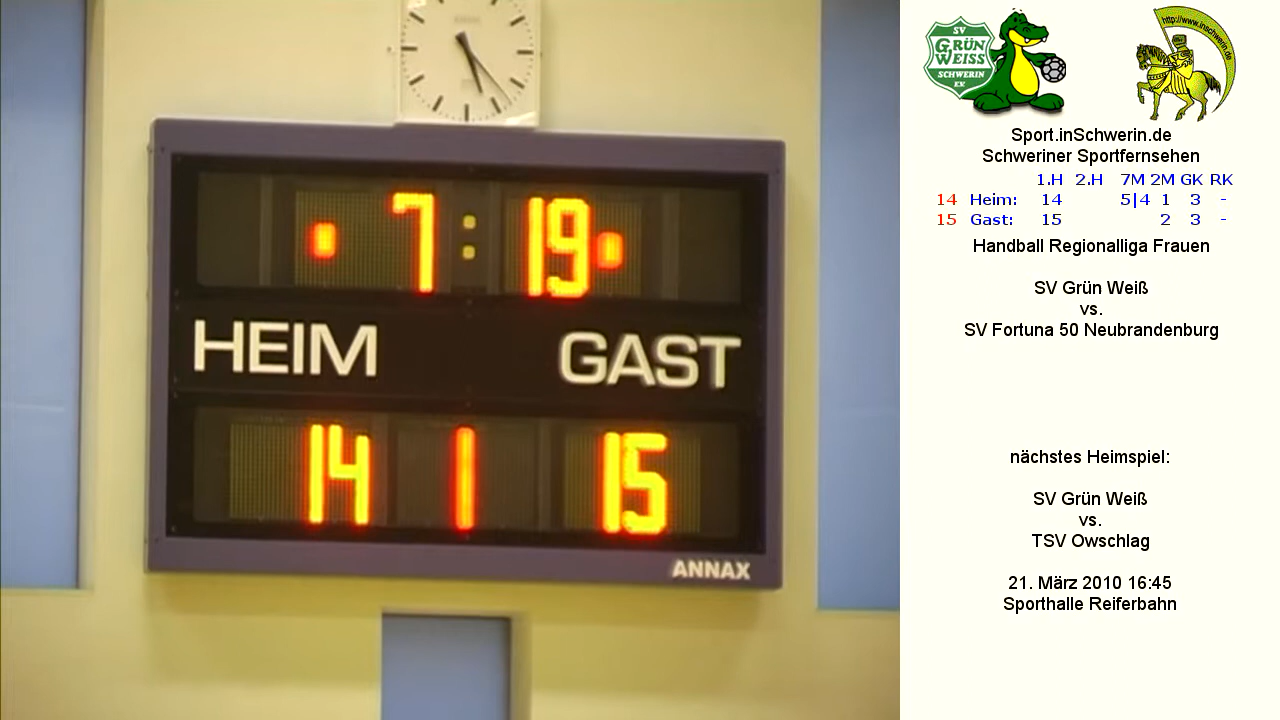 7 : 19
HEIM GAST
14 1 15
ANNAX
SV
GRÜN
WEISS
SCHWERIN
E.V.
http://www.inschwerin.de
Sport.inSchwerin.de
Schweriner Sportfernsehen
1.H 2.H 7M 2M GK RK
14 Heim: 14 5|4 1 3 -
15 Gast: 15 2 3 -
Handball Regionalliga Frauen
SV Grün Weiß
vs.
SV Fortuna 50 Neubrandenburg
nächstes Heimspiel:
SV Grün Weiß
vs.
TSV Owschlag
21. März 2010 16:45
Sporthalle Reiferbahn